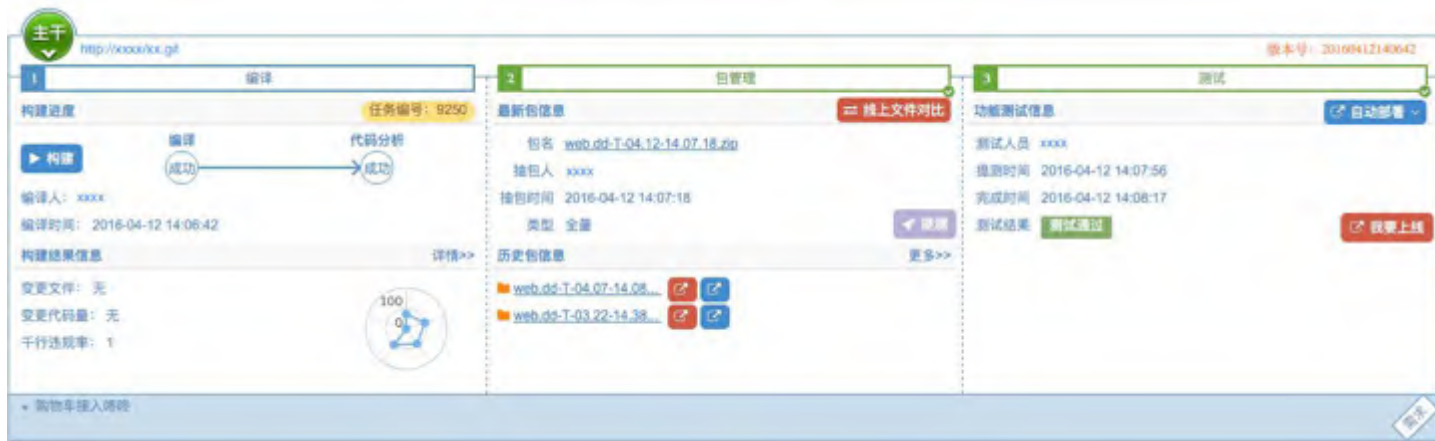 主干
http://xxxx/xx.git
版本号: 20160412140642
1 编译
2 包管理
3 测试
构建进度 任务编号: 9250
构建
编译 代码分析
成功 成功
编译人: xxxx
编译时间: 2016-04-12 14:06:42
构建结果信息 详情>>
变更文件: 无
变更代码量: 无
千行违规率: 1
100
0
最新包信息 线上文件对比
包名 web.dd-T-04.12-14.07.18.zip
抽包人 xxxx
抽包时间 2016-04-12 14:07:18
类型 全量
提测
历史包信息 更多>>
web.dd-T-04.07-14.08...
web.dd-T-03.22-14.38...
功能测试信息 自动部署
测试人员 xxxx
提测时间 2016-04-12 14:07:56
完成时间 2016-04-12 14:08:17
测试结果 测试通过
我要上线
购物车接入
需求